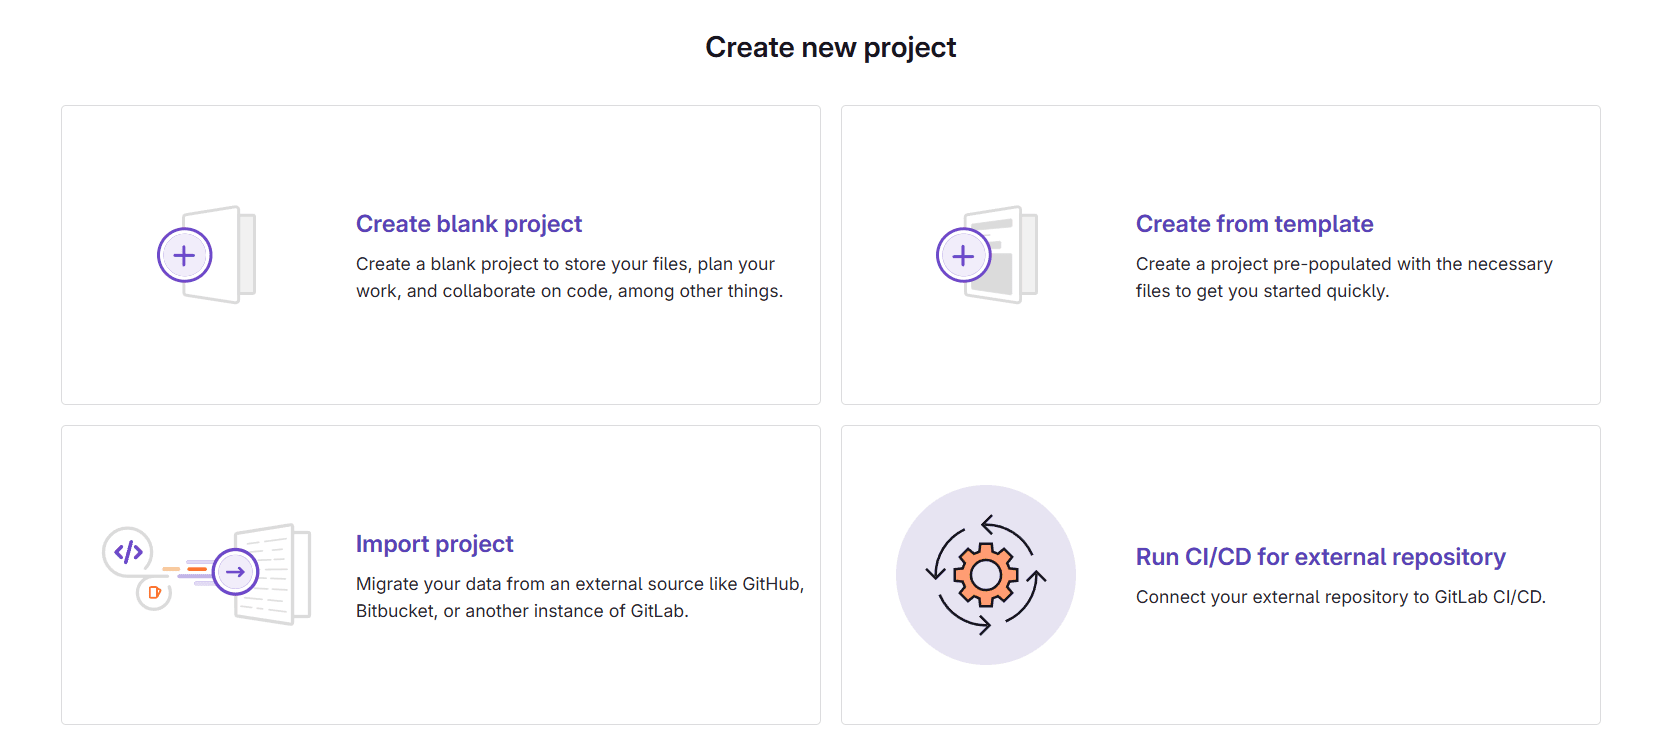 Create new project
Create blank project
Create a blank project to store your files, plan your
work, and collaborate on code, among other things.
Create from template
Create a project pre-populated with the necessary
files to get you started quickly.
Import project
Migrate your data from an external source like GitHub,
Bitbucket, or another instance of GitLab.
Run CI/CD for external repository
Connect your external repository to GitLab CI/CD.